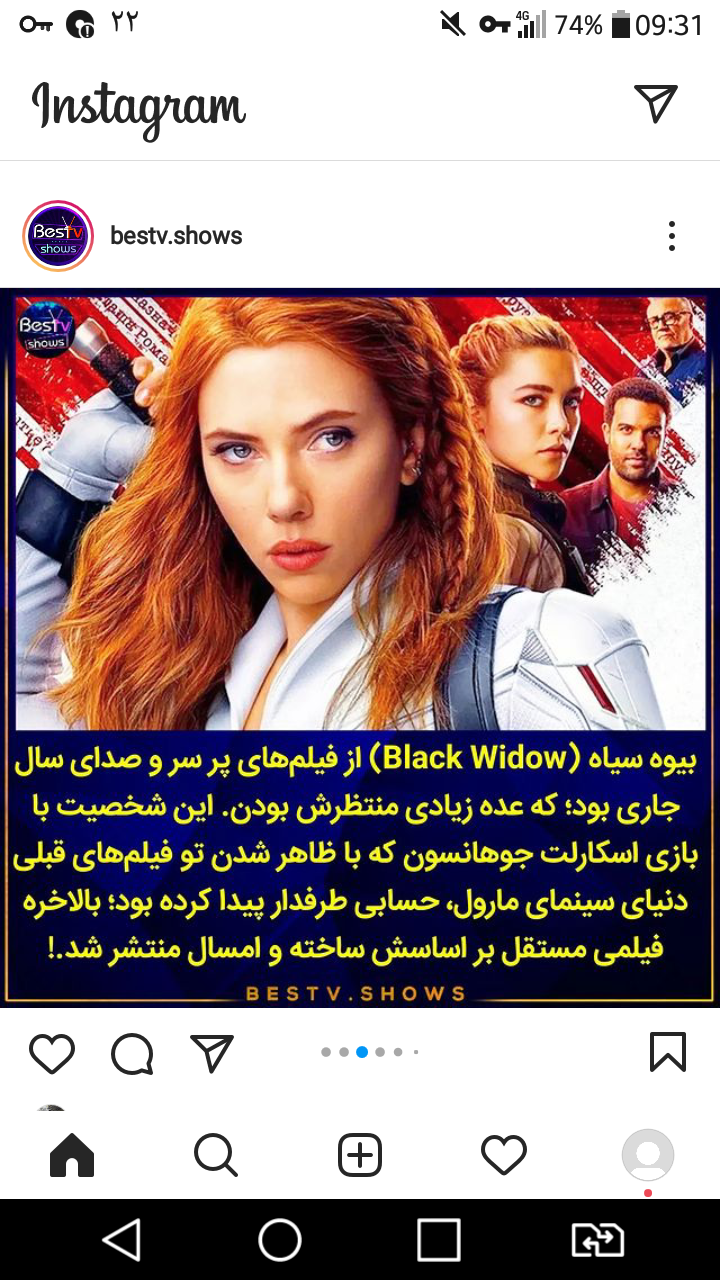 ۲۲ 4G 74% 09:31
Instagram
BesTv shows bestv.shows
BesTv
shows
بیوه سیاه (Black Widow) از فیلم‌های پر سر و صدای سال
جاری بود؛ که عده زیادی منتظرش بودن. این شخصیت با
بازی اسکارلت جوهانسون که با ظاهر شدن تو فیلم‌های قبلی
دنیای سینمای مارول، حسابی طرفدار پیدا کرده بود؛ بالاخره
فیلمی مستقل بر اساسش ساخته و امسال منتشر شد.!
BESTV.SHOWS